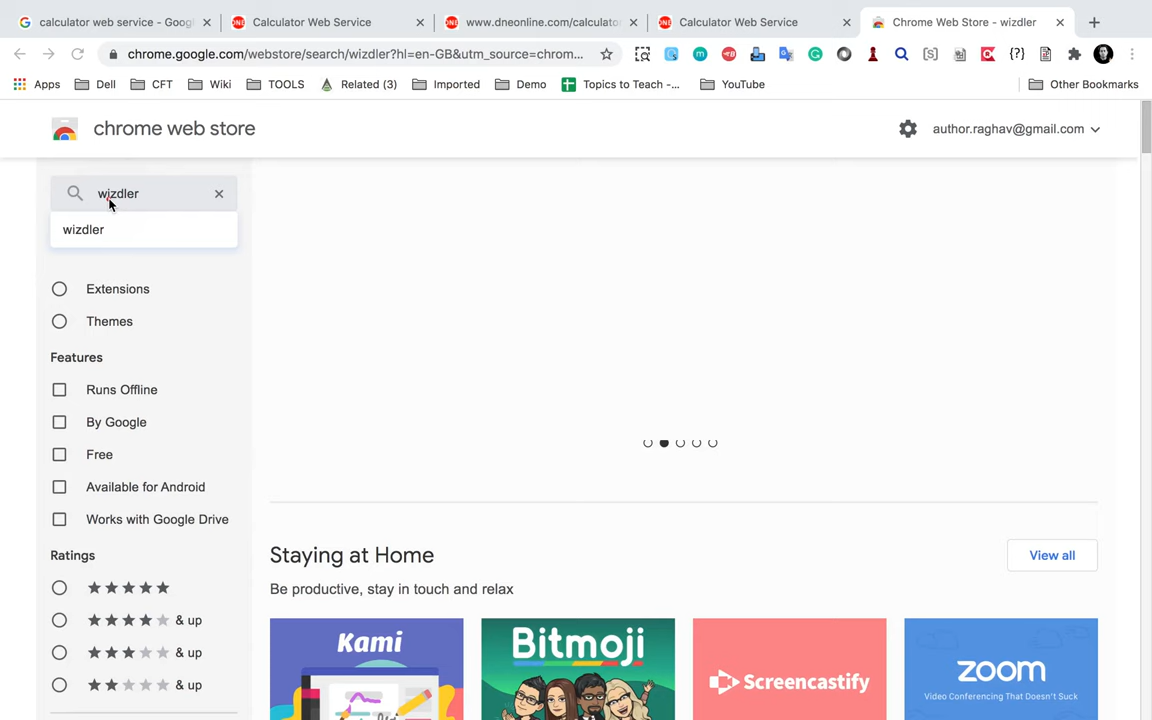 calculator web service - Goog
Calculator Web Service
www.dneonline.com/calculator
Calculator Web Service
Chrome Web Store - wizdler
chrome.google.com/webstore/search/wizdler?hl=en-GB&utm_source=chrom...
Apps
Dell
CFT
Wiki
TOOLS
Related (3)
Imported
Demo
Topics to Teach -...
YouTube
Other Bookmarks
chrome web store
author.raghav@gmail.com
wizdler
wizdler
Extensions
Themes
Features
Runs Offline
By Google
Free
Available for Android
Works with Google Drive
Ratings
& up
& up
& up
Staying at Home
View all
Be productive, stay in touch and relax
Kami
Bitmoji
Screencastify
zoom
Video Conferencing That Doesn't Suck